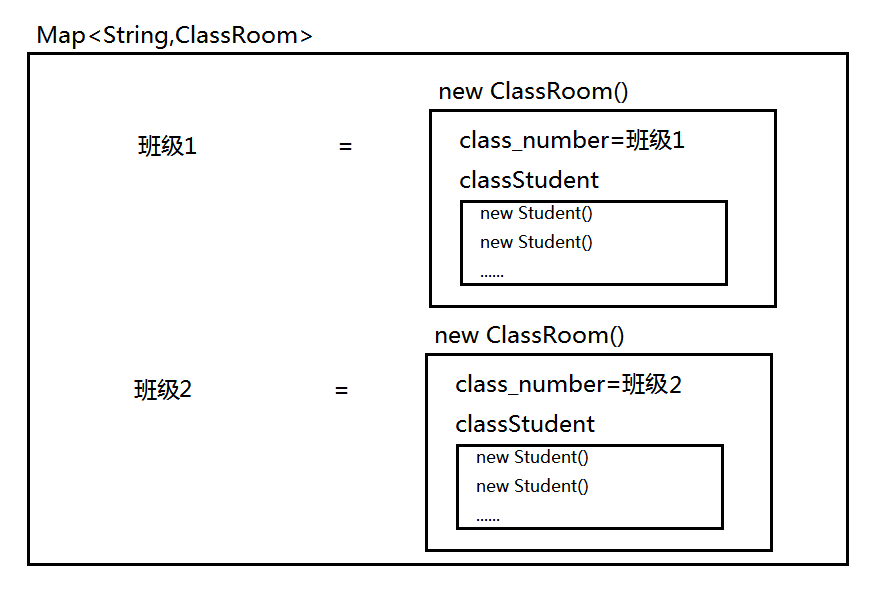 Map<String,ClassRoom>
new ClassRoom()
班级1 =
class_number=班级1
classStudent
new Student()
new Student()
......
new ClassRoom()
班级2 =
class_number=班级2
classStudent
new Student()
new Student()
......